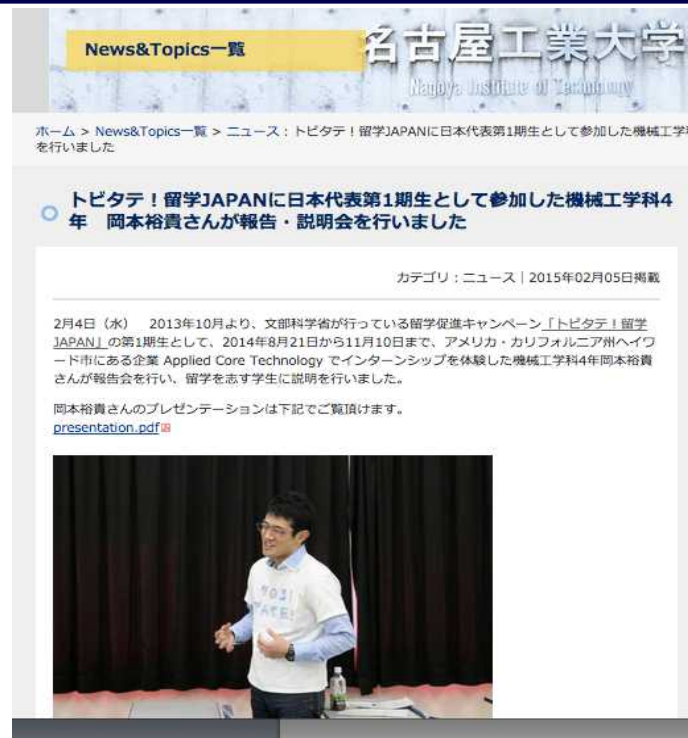 News&Topics一覧
名古屋工業大学
Nagoya Institute of Technology
ホーム > News&Topics一覧 > ニュース：トビタテ！留学JAPANに日本代表第1期生として参加した機械工学科
を行いました
トビタテ！留学JAPANに日本代表第1期生として参加した機械工学科4
年　岡本裕貴さんが報告・説明会を行いました
カテゴリ：ニュース｜2015年02月05日掲載
2月4日（水）　2013年10月より、文部科学省が行っている留学促進キャンペーン「トビタテ！留学
JAPAN」の第1期生として、2014年8月21日から11月10日まで、アメリカ・カリフォルニア州ヘイワ
ード市にある企業 Applied Core Technology でインターンシップを体験した機械工学科4年岡本裕貴
さんが報告会を行い、留学を志す学生に説明を行いました。
岡本裕貴さんのプレゼンテーションは下記でご覧頂けます。
presentation.pdf